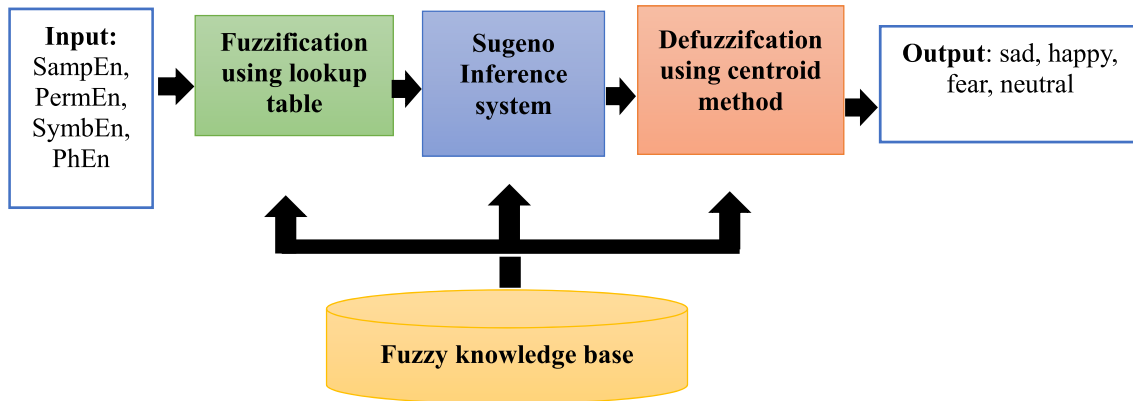 Input:
SampEn,
PermEn,
SymbEn,
PhEn
Fuzzification
using lookup
table
Sugeno
Inference
system
Defuzzifcation
using centroid
method
Output: sad, happy,
fear, neutral
Fuzzy knowledge base